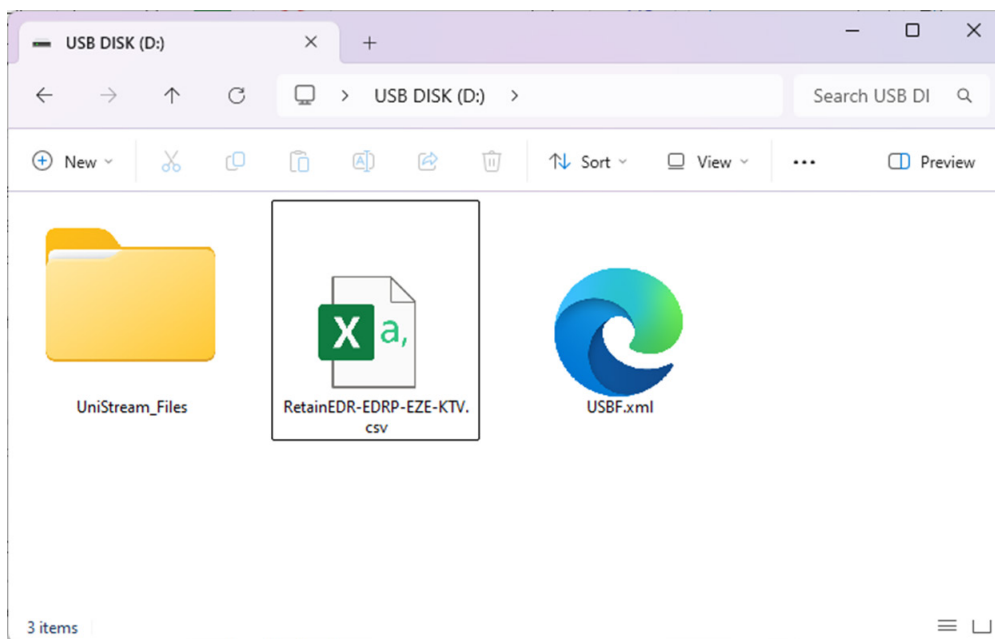 USB DISK (D:)
USB DISK (D:)
Search USB DI
New
Sort
View
Preview
X a,
UniStream_Files
RetainEDR-EDRP-EZE-KTV.
csv
USBF.xml
3 items